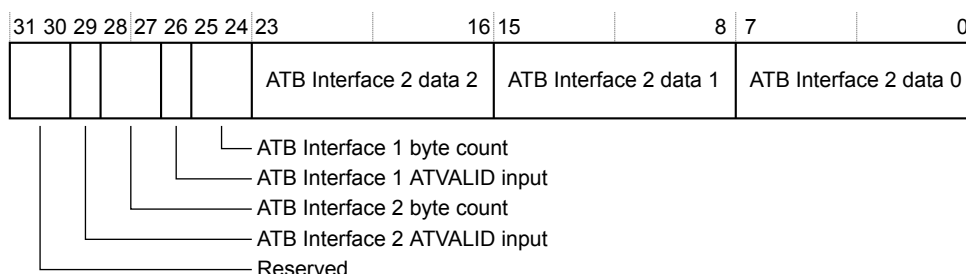 31 30 29 28 27 26 25 24 23 16 15 8 7 0
ATB Interface 2 data 2 ATB Interface 2 data 1 ATB Interface 2 data 0
ATB Interface 1 byte count
ATB Interface 1 ATVALID input
ATB Interface 2 byte count
ATB Interface 2 ATVALID input
Reserved